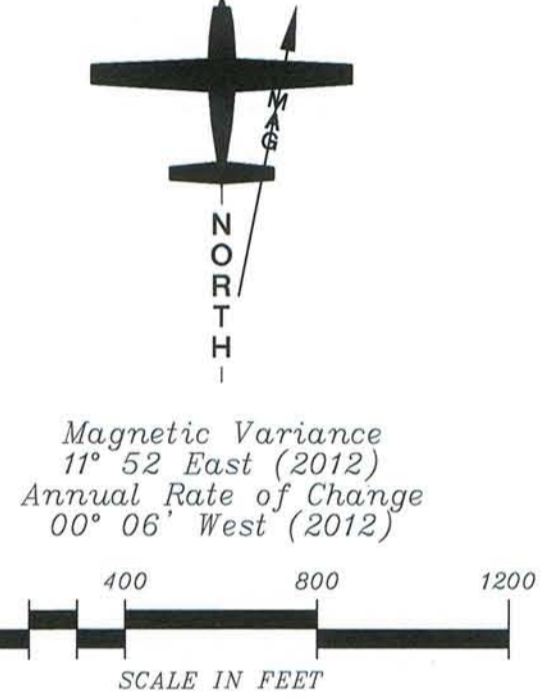 MAG
NORTH
Magnetic Variance
11° 52 East (2012)
Annual Rate of Change
00° 06' West (2012)
400 800 1200
SCALE IN FEET